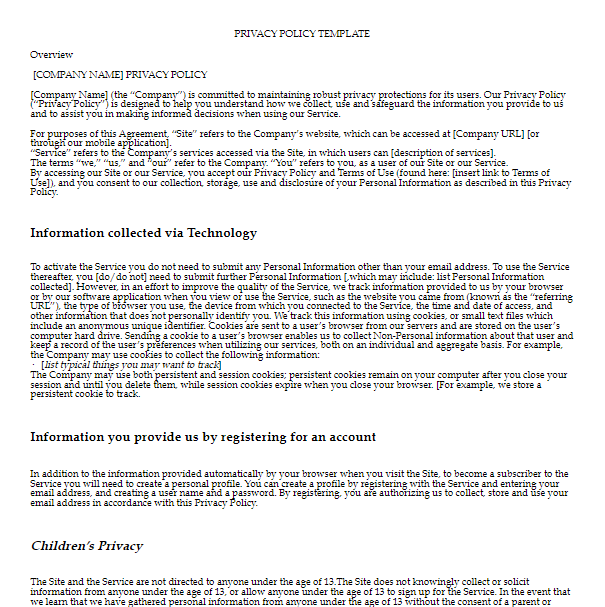 PRIVACY POLICY TEMPLATE
Overview
[COMPANY NAME] PRIVACY POLICY
[Company Name] (the “Company”) is committed to maintaining robust privacy protections for its users. Our Privacy Policy
(“Privacy Policy”) is designed to help you understand how we collect, use and safeguard the information you provide to us
and to assist you in making informed decisions when using our Service.
For purposes of this Agreement, “Site” refers to the Company’s website, which can be accessed at [Company URL] [or
through our mobile application].
“Service” refers to the Company’s services accessed via the Site, in which users can [description of services].
The terms “we,” “us,” and “our” refer to the Company. “You” refers to you, as a user of our Site or our Service.
By accessing our Site or our Service, you accept our Privacy Policy and Terms of Use (found here: [insert link to Terms of
Use]), and you consent to our collection, storage, use and disclosure of your Personal Information as described in this Privacy
Policy.
Information collected via Technology
To activate the Service you do not need to submit any Personal Information other than your email address. To use the Service
thereafter, you [do/do not] need to submit further Personal Information [,which may include: list Personal Information
collected]. However, in an effort to improve the quality of the Service, we track information provided to us by your browser
or by our software application when you view or use the Service, such as the website you came from (known as the “referring
URL”), the type of browser you use, the device from which you connected to the Service, the time and date of access, and
other information that does not personally identify you. We track this information using cookies, or small text files which
include an anonymous unique identifier. Cookies are sent to a user’s browser from our servers and are stored on the user’s
computer hard drive. Sending a cookie to a user’s browser enables us to collect Non-Personal information about that user and
keep a record of the user’s preferences when utilizing our services, both on an individual and aggregate basis. For example,
the Company may use cookies to collect the following information:
· [list typical things you may want to track]
The Company may use both persistent and session cookies; persistent cookies remain on your computer after you close your
session and until you delete them, while session cookies expire when you close your browser. [For example, we store a
persistent cookie to track.
Information you provide us by registering for an account
In addition to the information provided automatically by your browser when you visit the Site, to become a subscriber to the
Service you will need to create a personal profile. You can create a profile by registering with the Service and entering your
email address, and creating a user name and a password. By registering, you are authorizing us to collect, store and use your
email address in accordance with this Privacy Policy.
Children’s Privacy
The Site and the Service are not directed to anyone under the age of 13.The Site does not knowingly collect or solicit
information from anyone under the age of 13, or allow anyone under the age of 13 to sign up for the Service. In the event
that we learn that we have gathered personal information from anyone under the age of 13 without the consent of a parent or